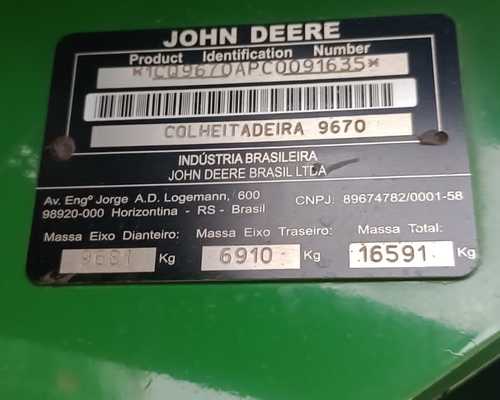 JOHN DEERE
Product Identification Number
*1CQ9670APC0091635*
COLHEITADEIRA 9670
INDÚSTRIA BRASILEIRA
JOHN DEERE BRASIL LTDA
Av. Engº Jorge A.D. Logemann, 600 CNPJ: 89674782/0001-58
98920-000 Horizontina - RS - Brasil
Massa Eixo Dianteiro: Massa Eixo Traseiro: Massa Total:
9681 Kg 6910 Kg 16591 Kg